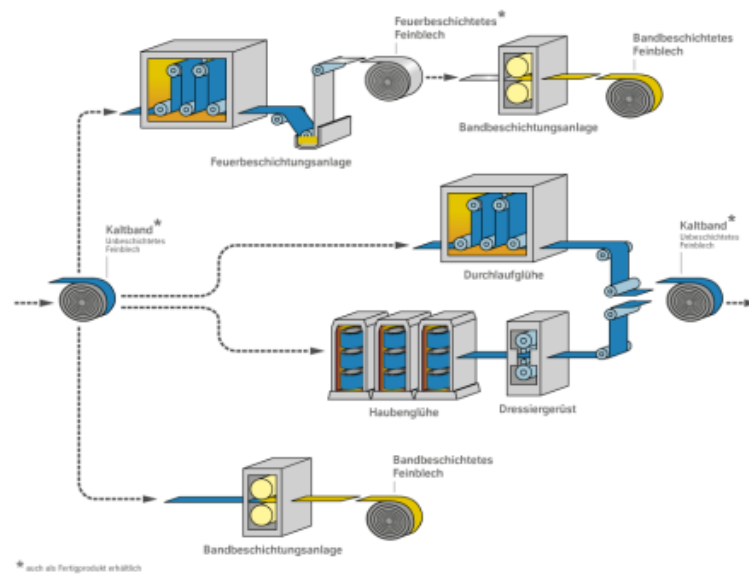 Feuerbeschichtetes*
Feinblech
Bandbeschichtetes
Feinblech
Bandbeschichtungsanlage
Feuerbeschichtungsanlage
Kaltband*
Unbeschichtetes
Feinblech
Durchlaufglühe
Kaltband*
Unbeschichtetes
Feinblech
Haubenglühe
Dressiergerüst
Bandbeschichtetes
Feinblech
Bandbeschichtungsanlage
* auch als Fertigprodukt erhältlich